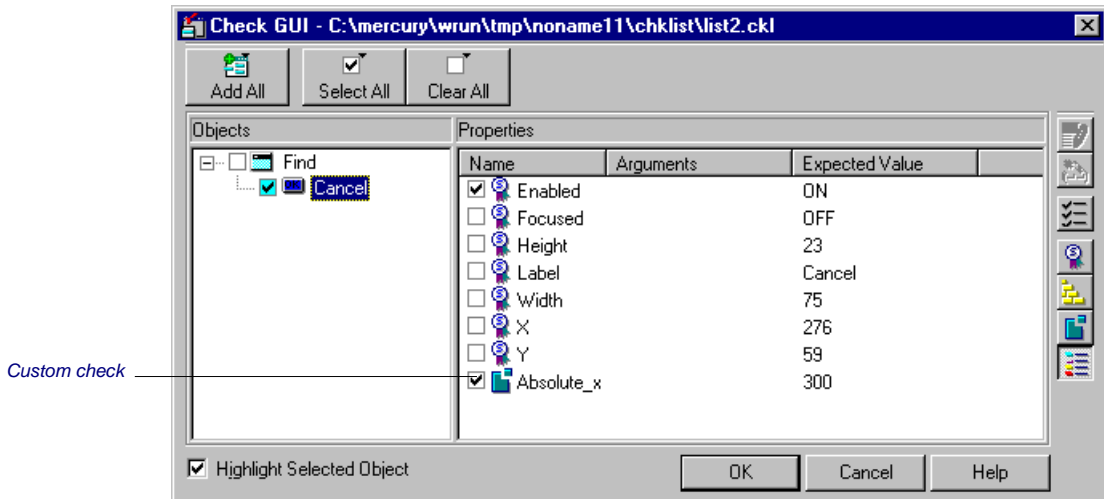 Check GUI - C:\mercury\wrun\tmp\noname11\chklist\list2.ckl
Add All Select All Clear All
Objects Properties
Find
Cancel
Name Arguments Expected Value
Enabled ON
Focused OFF
Height 23
Label Cancel
Width 75
X 276
Y 59
Absolute_x 300
Custom check
Highlight Selected Object
OK Cancel Help